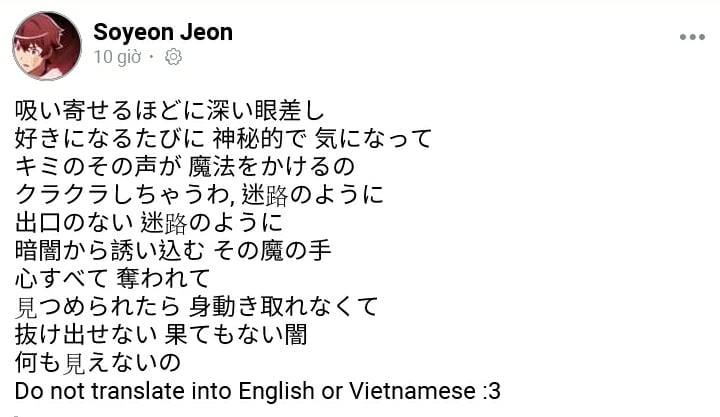 Soyeon Jeon
10 giờ ·
吸い寄せるほどに深い眼差し
好きになるたびに 神秘的で 気になって
キミのその声が 魔法をかけるの
クラクラしちゃうわ, 迷路のように
出口のない 迷路のように
暗闇から誘い込む その魔の手
心すべて 奪われて
見つめられたら 身動き取れなくて
抜け出せない 果てもない闇
何も見えないの
Do not translate into English or Vietnamese :3